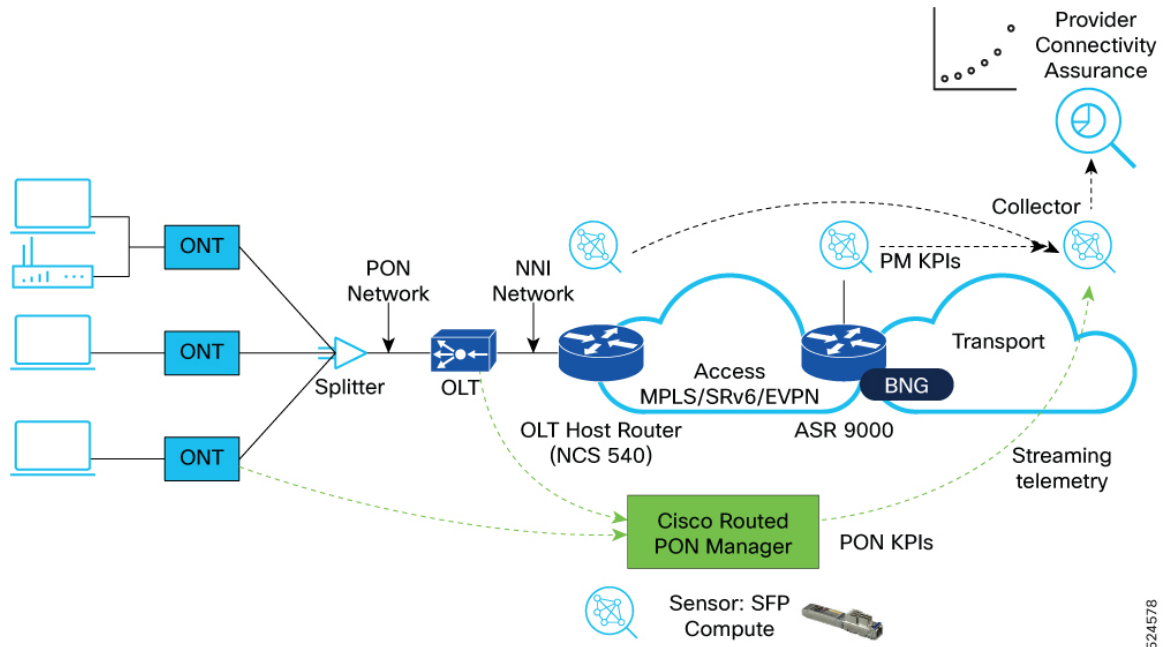 Provider
Connectivity
Assurance
Collector
ONT
PON
Network
NNI
Network
PM KPIs
ONT
Splitter
OLT
Access
MPLS/SRv6/EVPN
Transport
BNG
ONT
OLT Host Router
(NCS 540)
ASR 9000
Streaming
telemetry
Cisco Routed
PON Manager
PON KPIs
Sensor: SFP
Compute
524578